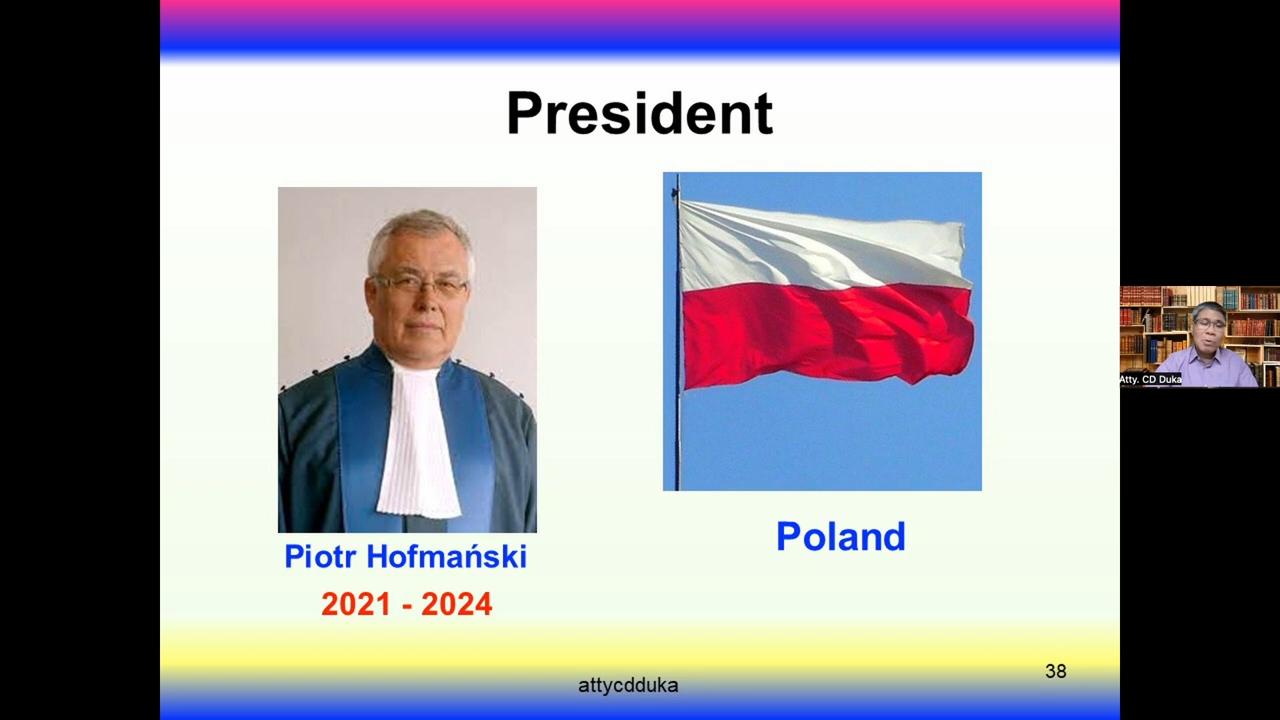 President
Piotr Hofmański
2021 - 2024
Poland
38
attycdduka
Atty. CD Duka